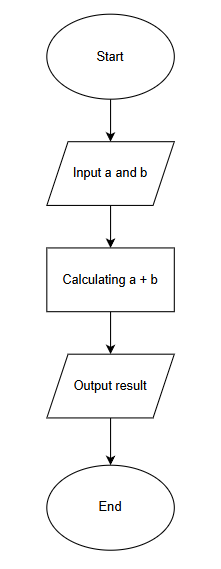 Start
Input a and b
Calculating a + b
Output result
End